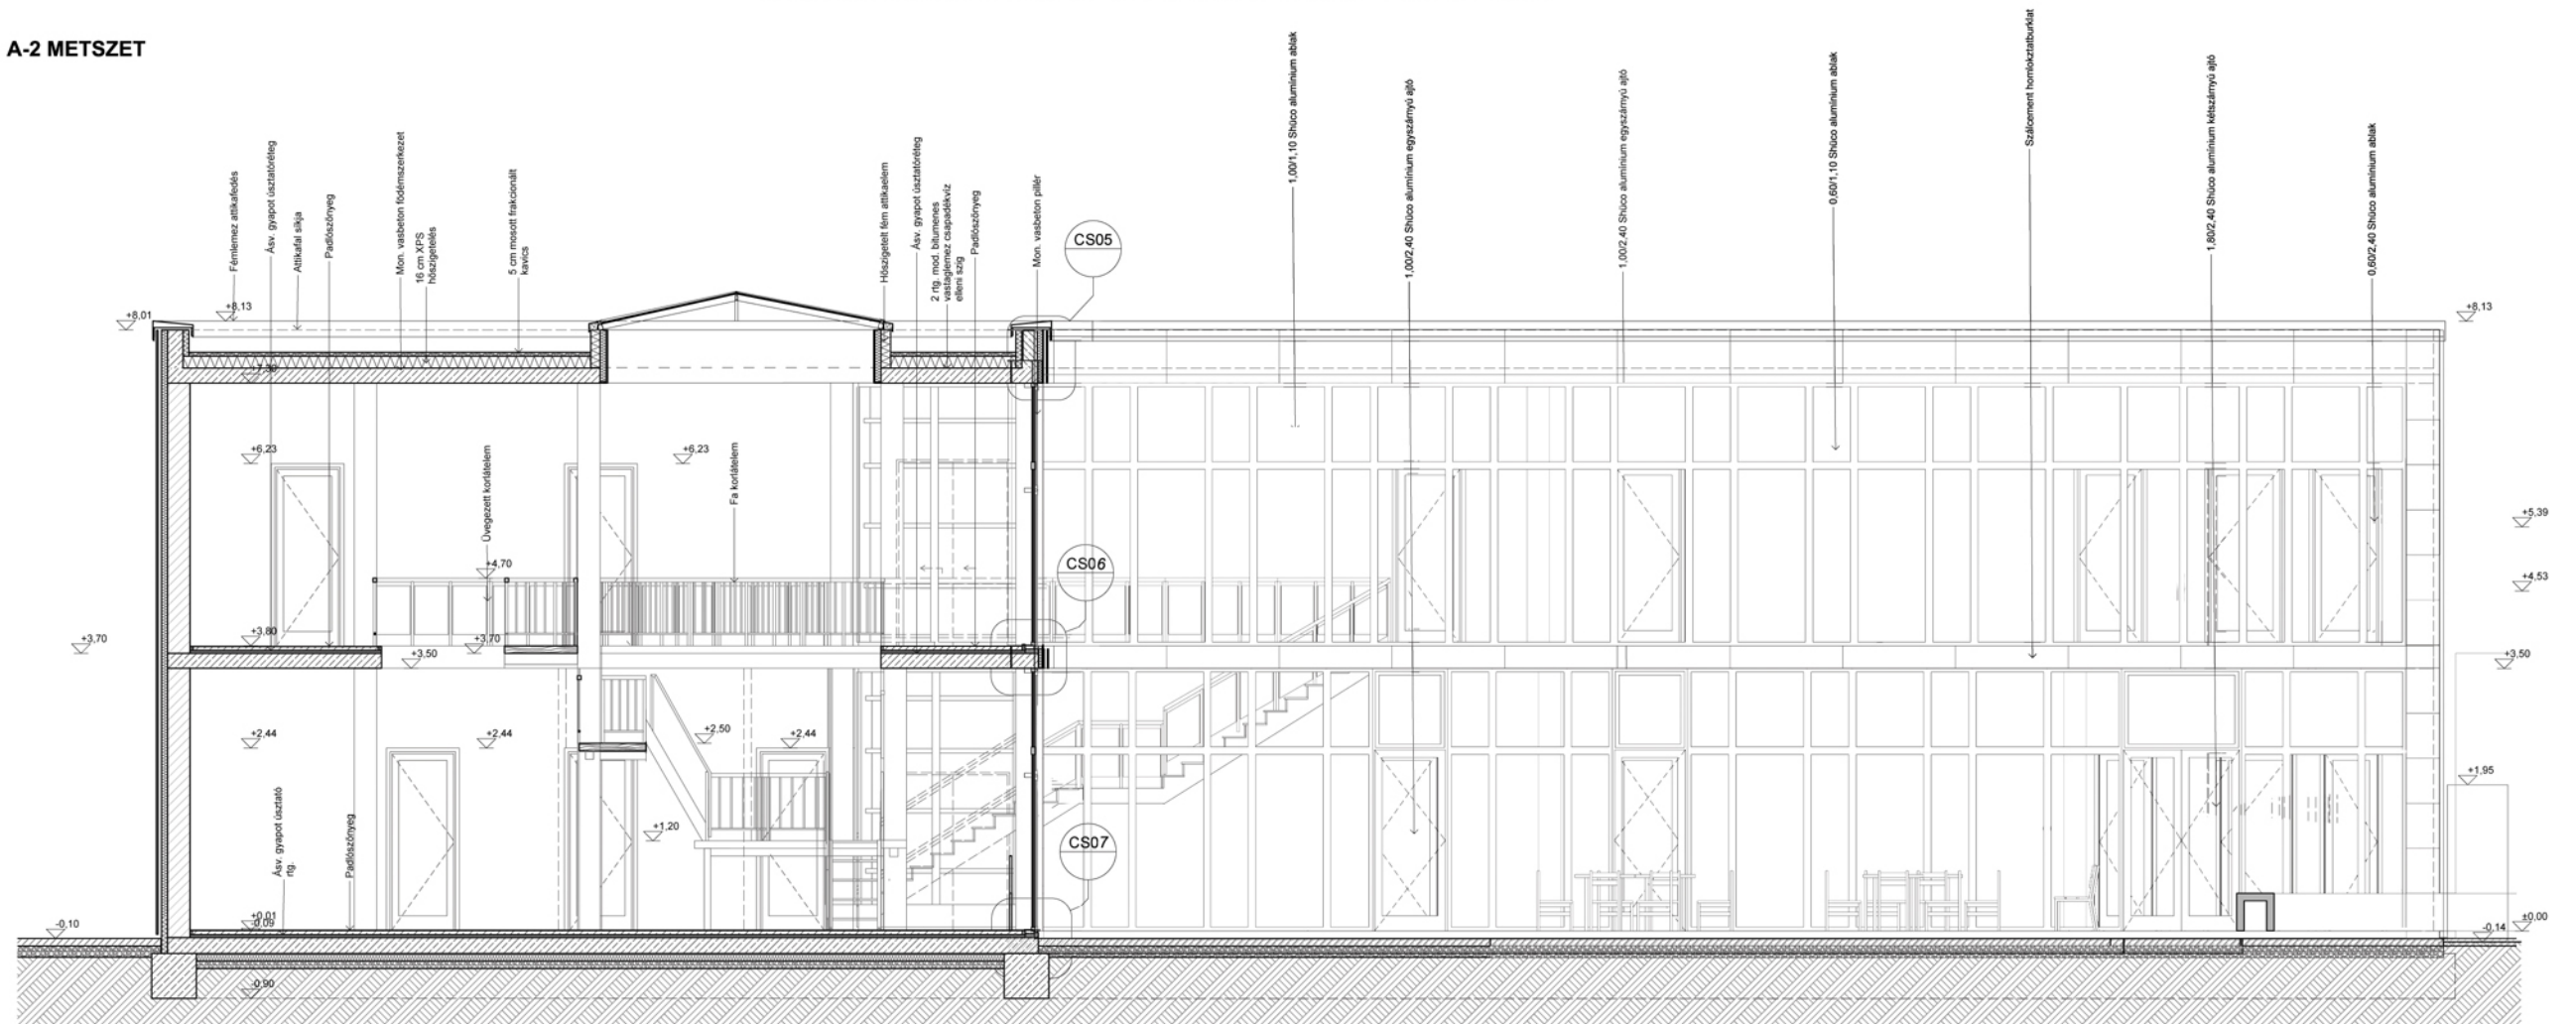 A-2 METSZET
Fémlemez attikafedés
Ásv. gyapot úsztatóréteg
Attikafal síkja
Padlószőnyeg
Mon. vasbeton födémszerkezet
16 cm XPS
hőszigetelés
5 cm mosott frakcionált
kavics
Hőszigetelt fém attikaelem
Ásv. gyapot úsztatóréteg
2 rtg. mod. bitumenes
vastaglemez csapadékvíz
elleni szig
Padlószőnyeg
Mon. vasbeton pillér
CS05
1,00/1,10 Shüco alumínium ablak
1,00/2,40 Shüco alumínium egyszárnyú ajtó
1,00/2,40 Shüco alumínium egyszárnyú ajtó
0,60/1,10 Shüco alumínium ablak
Szálcement homlokztatburklat
1,80/2,40 Shüco alumínium kétszárnyú ajtó
0,60/2,40 Shüco alumínium ablak
+8,01
+8,13
+8,13
+7,30
+6,23
+6,23
Üvegezett korlátelem
Fa korlátelem
+4,70
+5,39
+4,53
CS06
+3,70
+3,80
+3,70
+3,50
+3,50
+2,44
+2,44
+2,50
+2,44
+1,95
+1,20
Ásv. gyapot úsztató
rtg.
Padlószőnyeg
CS07
+0,01
-0,09
-0,10
±0,00
-0,14
-0,90